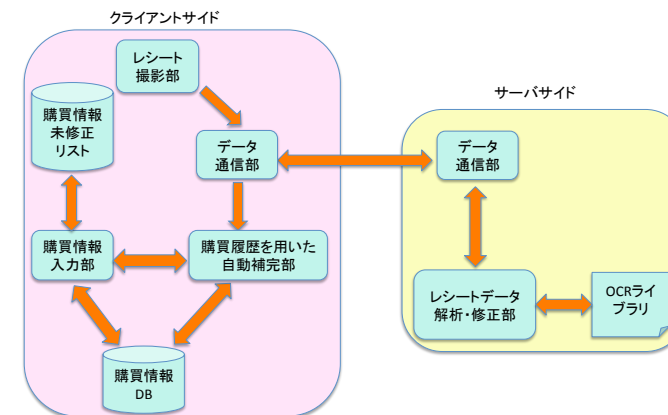 クライアントサイド
レシート
撮影部
購買情報
未修正
リスト
データ
通信部
購買情報
入力部
購買履歴を用いた
自動補完部
購買情報
DB
サーバサイド
データ
通信部
レシートデータ
解析・修正部
OCRライ
ブラリ